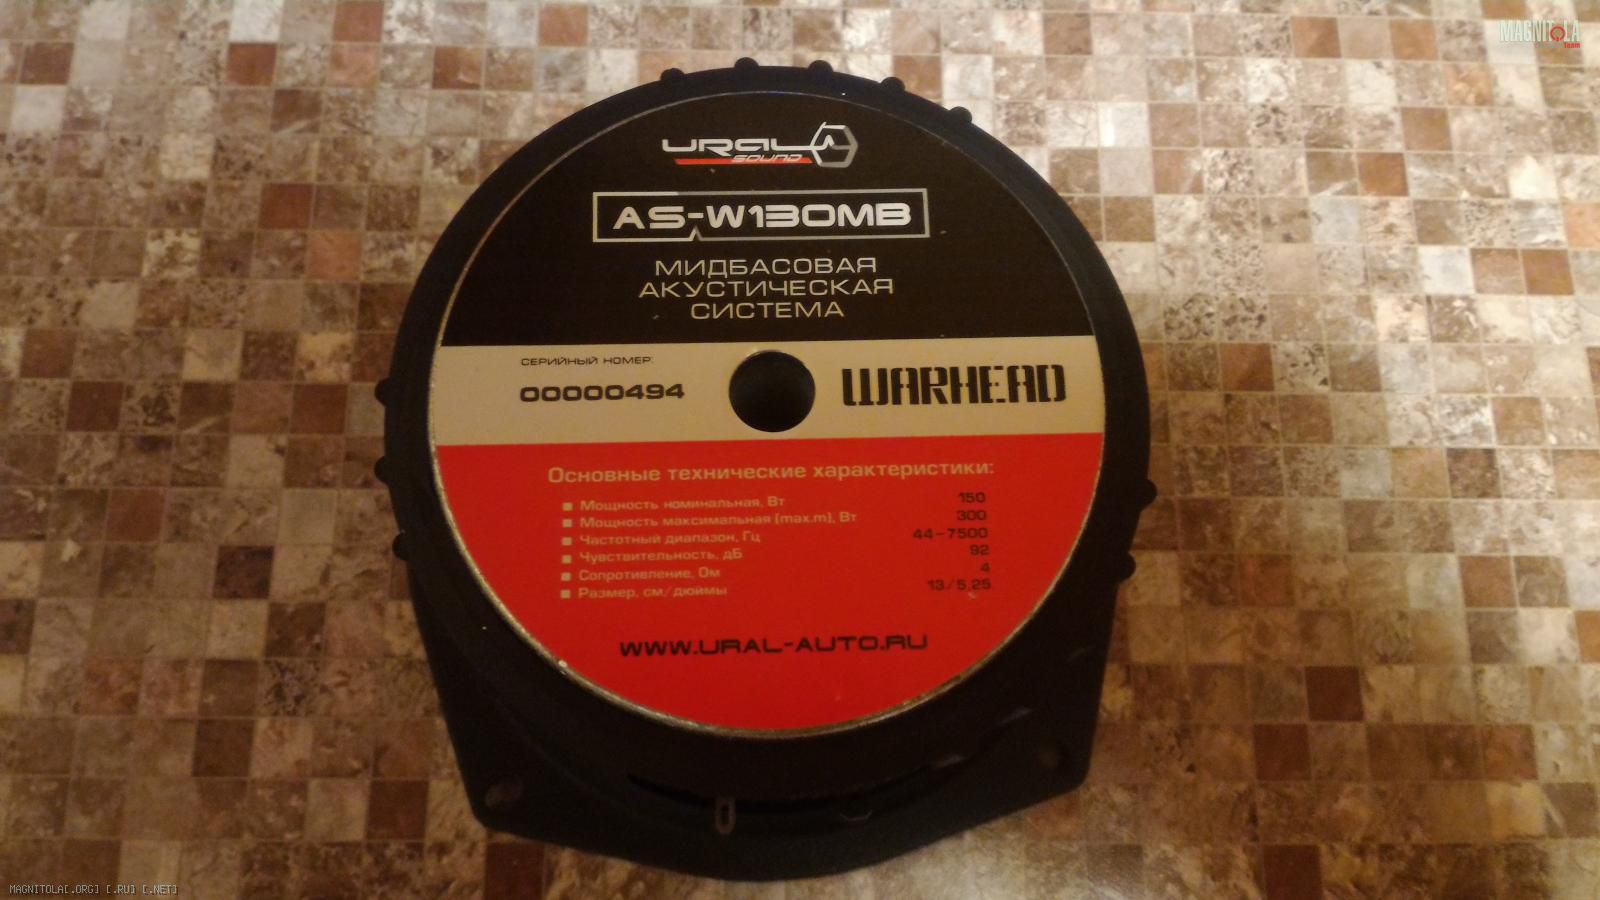 MAGNITOLA
Team
URAL
SOUND
AS-W130MB
МИДБАСОВАЯ
АКУСТИЧЕСКАЯ
СИСТЕМА
СЕРИЙНЫЙ НОМЕР:
00000494
WARHEAD
Основные технические характеристики:
Мощность номинальная, Вт 150
Мощность максимальная (max.m), Вт 300
Частотный диапазон, Гц 44-7500
Чувствительность, дБ 92
Сопротивление, Ом 4
Размер, см/дюймы 13/5,25
WWW.URAL-AUTO.RU
MAGNITOLA[.ORG] [.RU] [.NET]